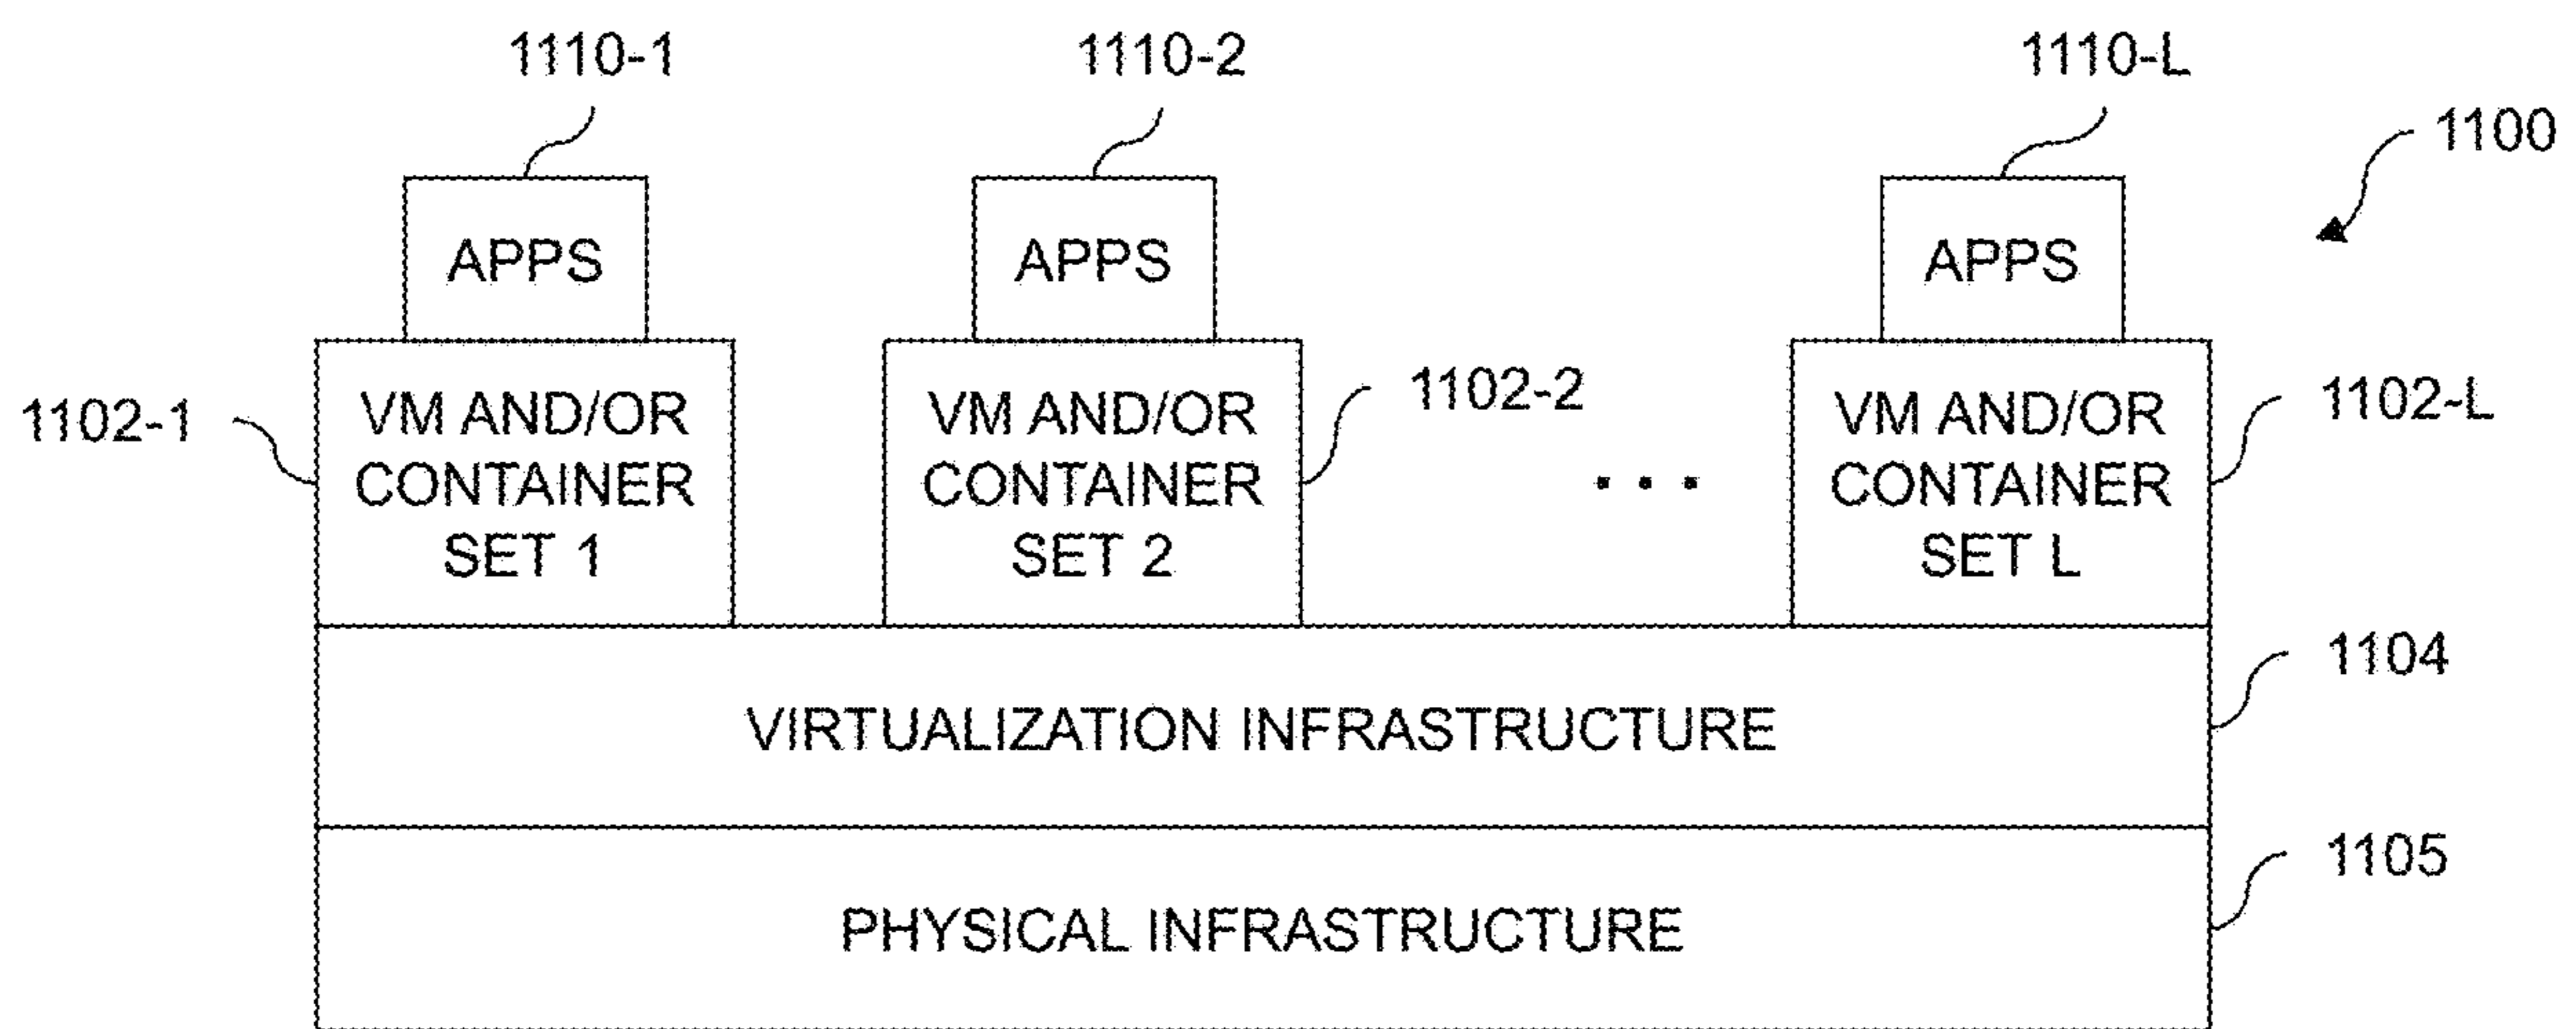 1110-1
1110-2
1110-L
1100
APPS
APPS
APPS
1102-1
VM AND/OR
CONTAINER
SET 1
VM AND/OR
CONTAINER
SET 2
1102-2
...
VM AND/OR
CONTAINER
SET L
1102-L
VIRTUALIZATION INFRASTRUCTURE
1104
PHYSICAL INFRASTRUCTURE
1105